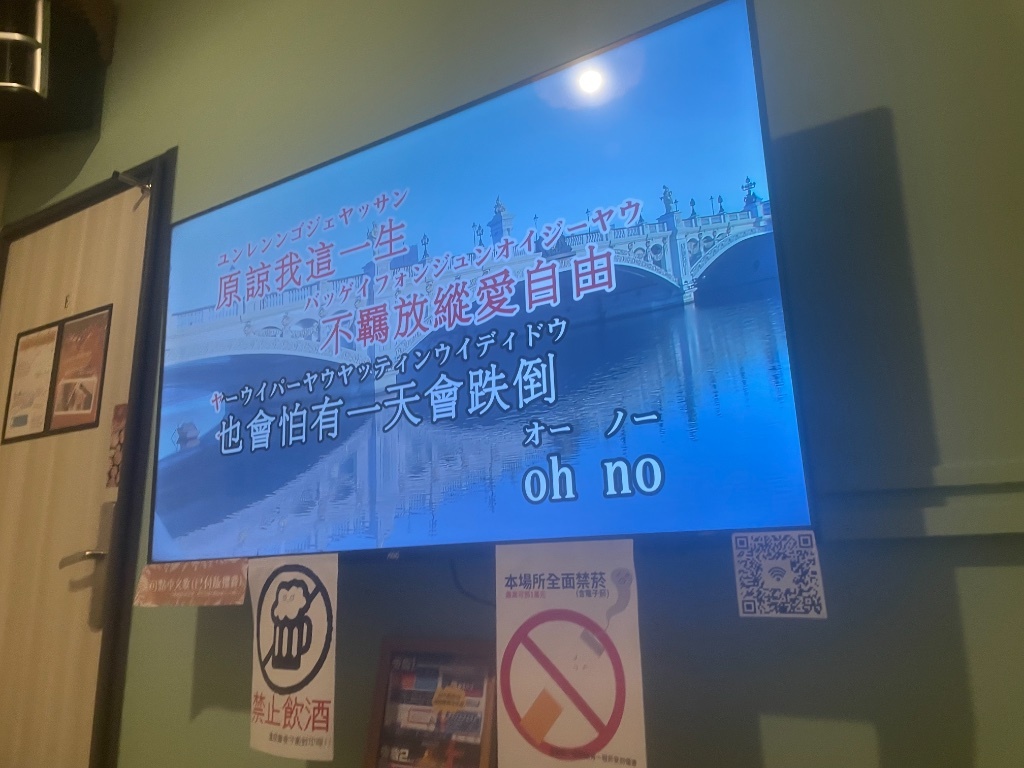 ユンレンンゴジェヤッサン
原諒我這一生
バッゲイフォンジュンオイジーヤウ
不羈放縱愛自由
ヤーウイパーヤウヤッティンウイディドウ
也會怕有一天會跌倒
オー ノー
oh no
禁止飲酒
本場所全面禁菸
(含電子菸)